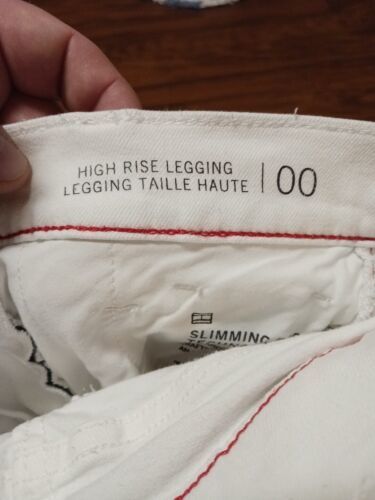 HIGH RISE LEGGING
LEGGING TAILLE HAUTE | 00
SLIMMING